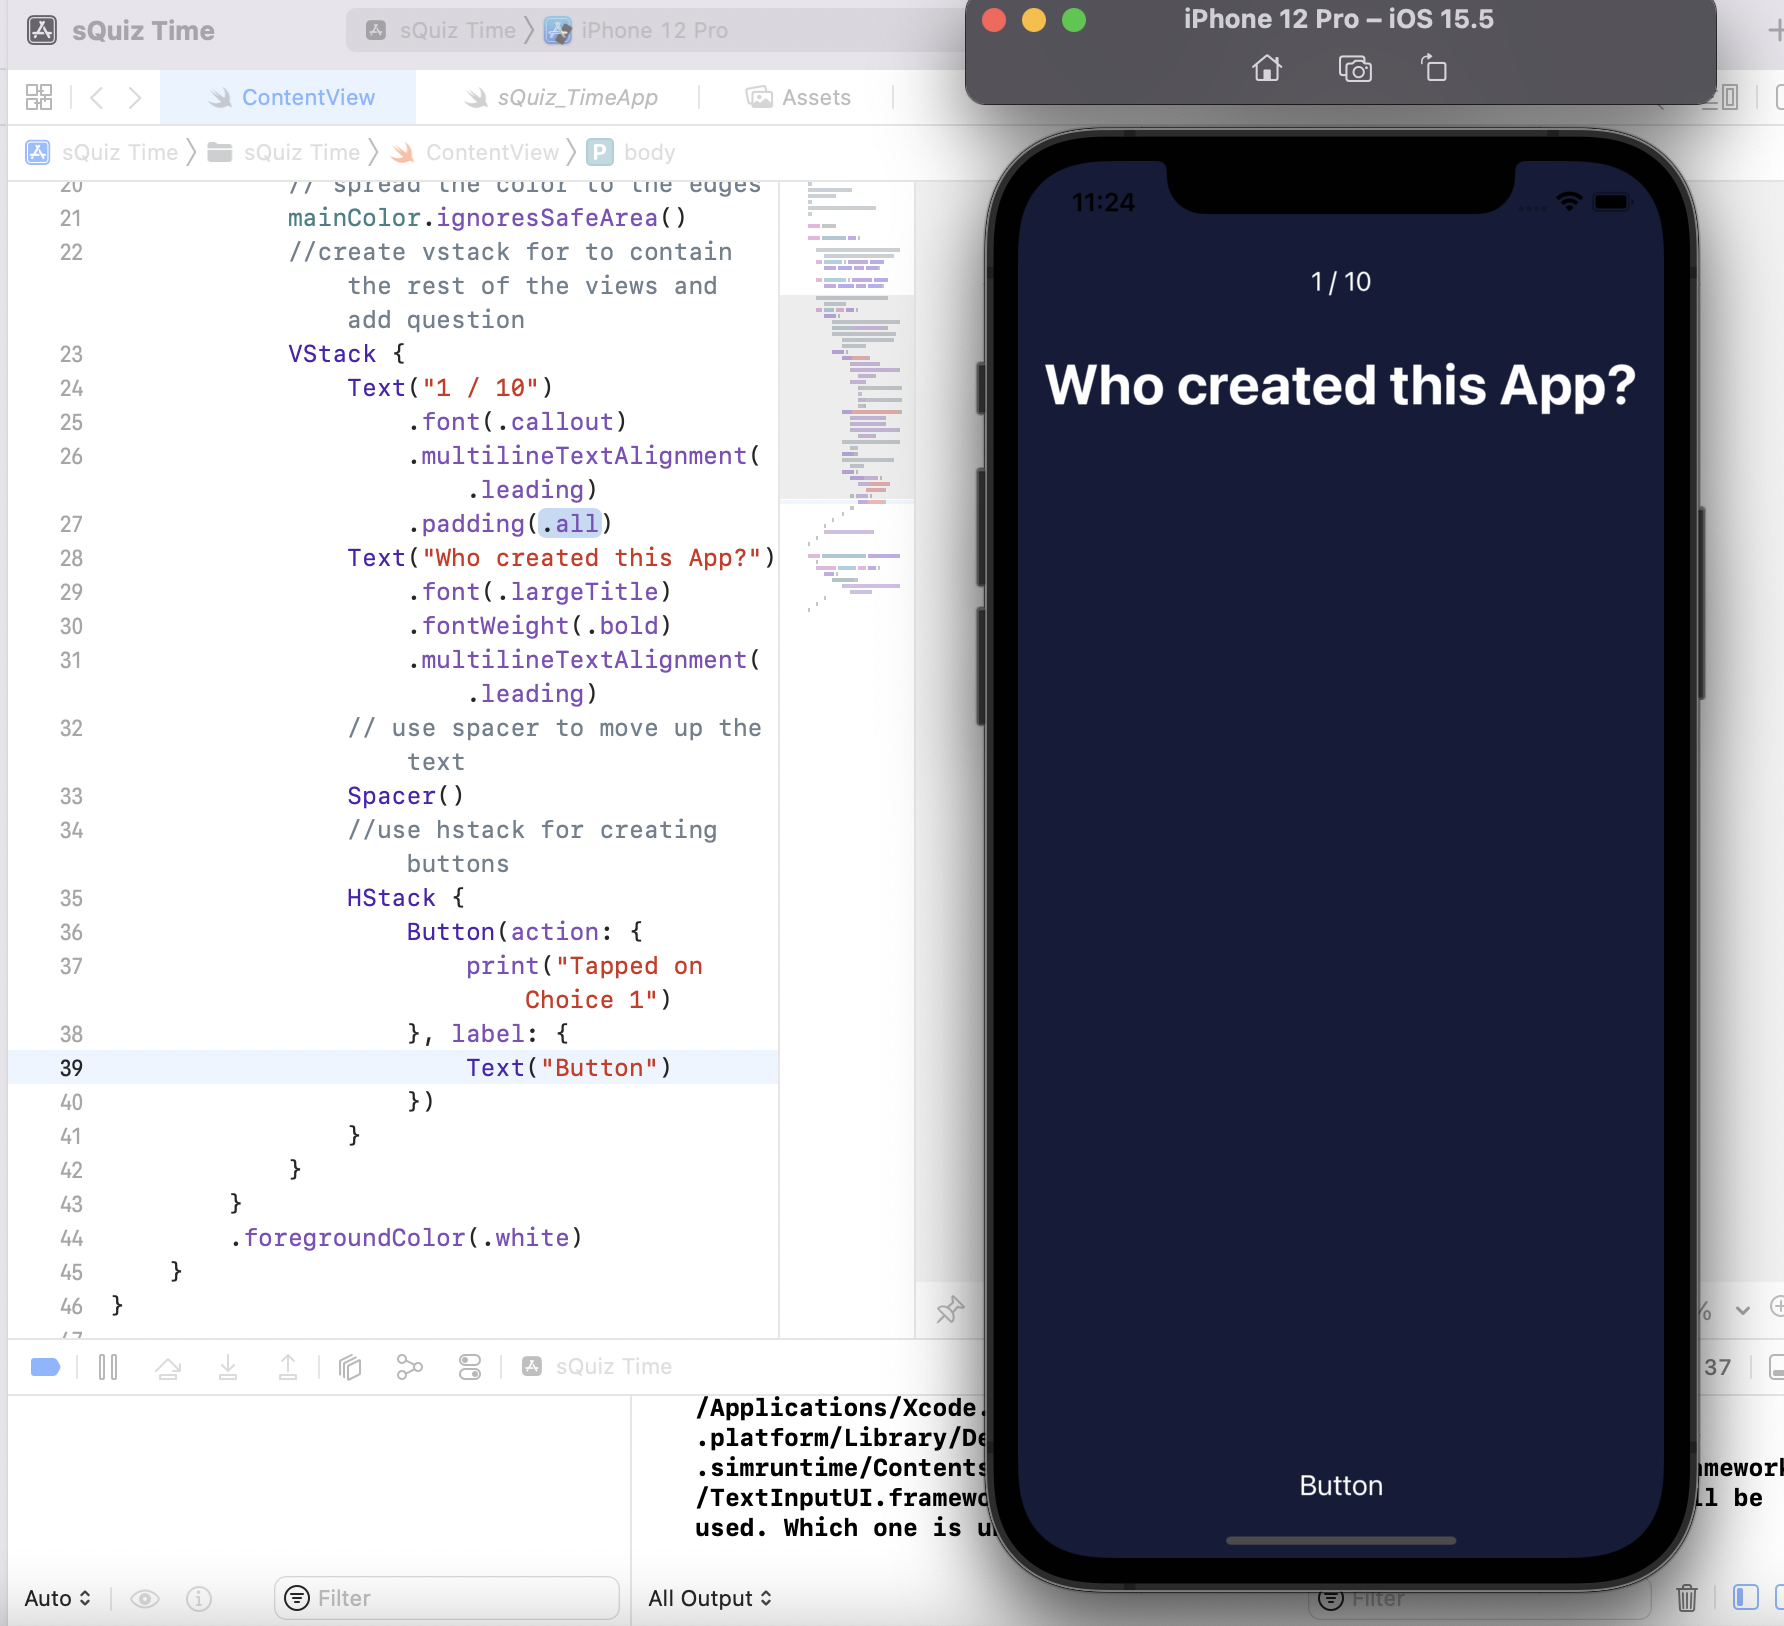 sQuiz Time
sQuiz Time iPhone 12 Pro
ContentView sQuiz_TimeApp Assets
sQuiz Time sQuiz Time ContentView P body
20 // spread the color to the edges
21 mainColor.ignoresSafeArea()
22 //create vstack for to contain
the rest of the views and
add question
23 VStack {
24 Text("1 / 10")
25 .font(.callout)
26 .multilineTextAlignment(
.leading)
27 .padding(.all)
28 Text("Who created this App?")
29 .font(.largeTitle)
30 .fontWeight(.bold)
31 .multilineTextAlignment(
.leading)
32 // use spacer to move up the
text
33 Spacer()
34 //use hstack for creating
buttons
35 HStack {
36 Button(action: {
37 print("Tapped on
Choice 1")
38 }, label: {
39 Text("Button")
40 })
41 }
42 }
43 }
44 .foregroundColor(.white)
45 }
46 }
47
sQuiz Time
37
/Applications/Xcode.
.platform/Library/De
.simruntime/Contents
/TextInputUI.framewo ll be
used. Which one is u
Auto
Filter
All Output
Filter
iPhone 12 Pro – iOS 15.5
11:24
1 / 10
Who created this App?
Button